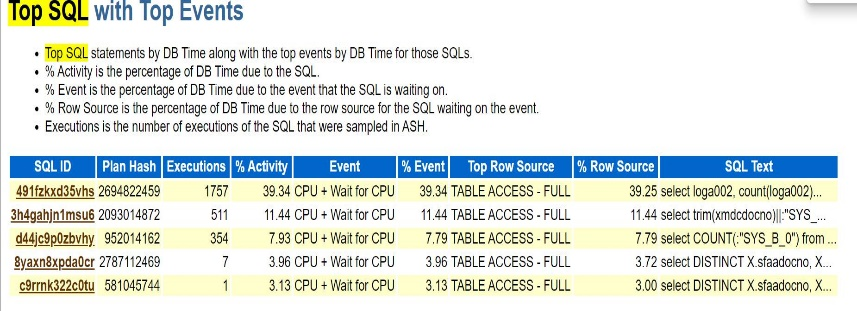 Top SQL with Top Events
• Top SQL statements by DB Time along with the top events by DB Time for those SQLs.
• % Activity is the percentage of DB Time due to the SQL.
• % Event is the percentage of DB Time due to the event that the SQL is waiting on.
• % Row Source is the percentage of DB Time due to the row source for the SQL waiting on the event.
• Executions is the number of executions of the SQL that were sampled in ASH.
SQL ID Plan Hash Executions % Activity Event % Event Top Row Source % Row Source SQL Text
491fzkxd35vhs 2694822459 1757 39.34 CPU + Wait for CPU 39.34 TABLE ACCESS - FULL 39.25 select loga002, count(loga002)...
3h4gahjn1msu6 2093014872 511 11.44 CPU + Wait for CPU 11.44 TABLE ACCESS - FULL 11.44 select trim(xmdcdocno)||:"SYS_...
d44jc9p0zbvhy 952014162 354 7.93 CPU + Wait for CPU 7.79 TABLE ACCESS - FULL 7.79 select COUNT(:"SYS_B_0") from ...
8yaxn8xpda0cr 2787112469 7 3.96 CPU + Wait for CPU 3.96 TABLE ACCESS - FULL 3.72 select DISTINCT X.sfaadocno, X...
c9rrnk322c0tu 581045744 1 3.13 CPU + Wait for CPU 3.13 TABLE ACCESS - FULL 3.00 select DISTINCT X.sfaadocno, X...